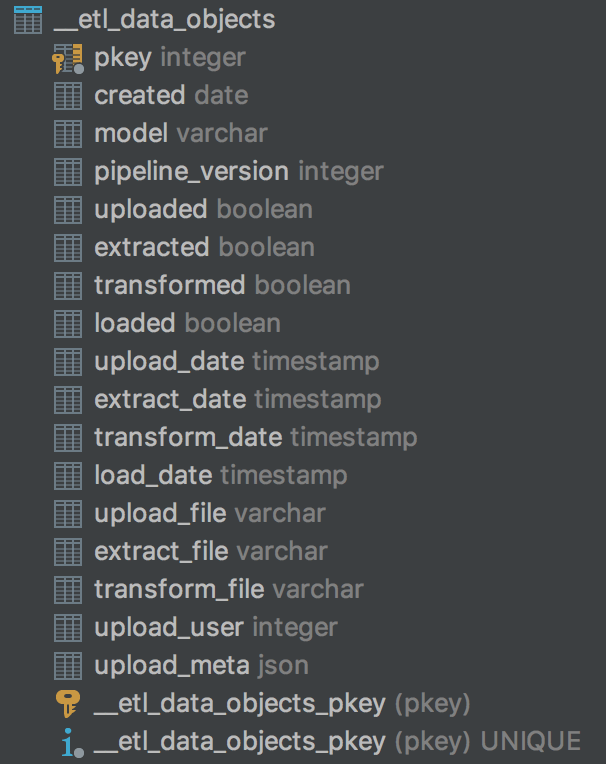 __etl_data_objects
pkey integer
created date
model varchar
pipeline_version integer
uploaded boolean
extracted boolean
transformed boolean
loaded boolean
upload_date timestamp
extract_date timestamp
transform_date timestamp
load_date timestamp
upload_file varchar
extract_file varchar
transform_file varchar
upload_user integer
upload_meta json
__etl_data_objects_pkey (pkey)
__etl_data_objects_pkey (pkey) UNIQUE